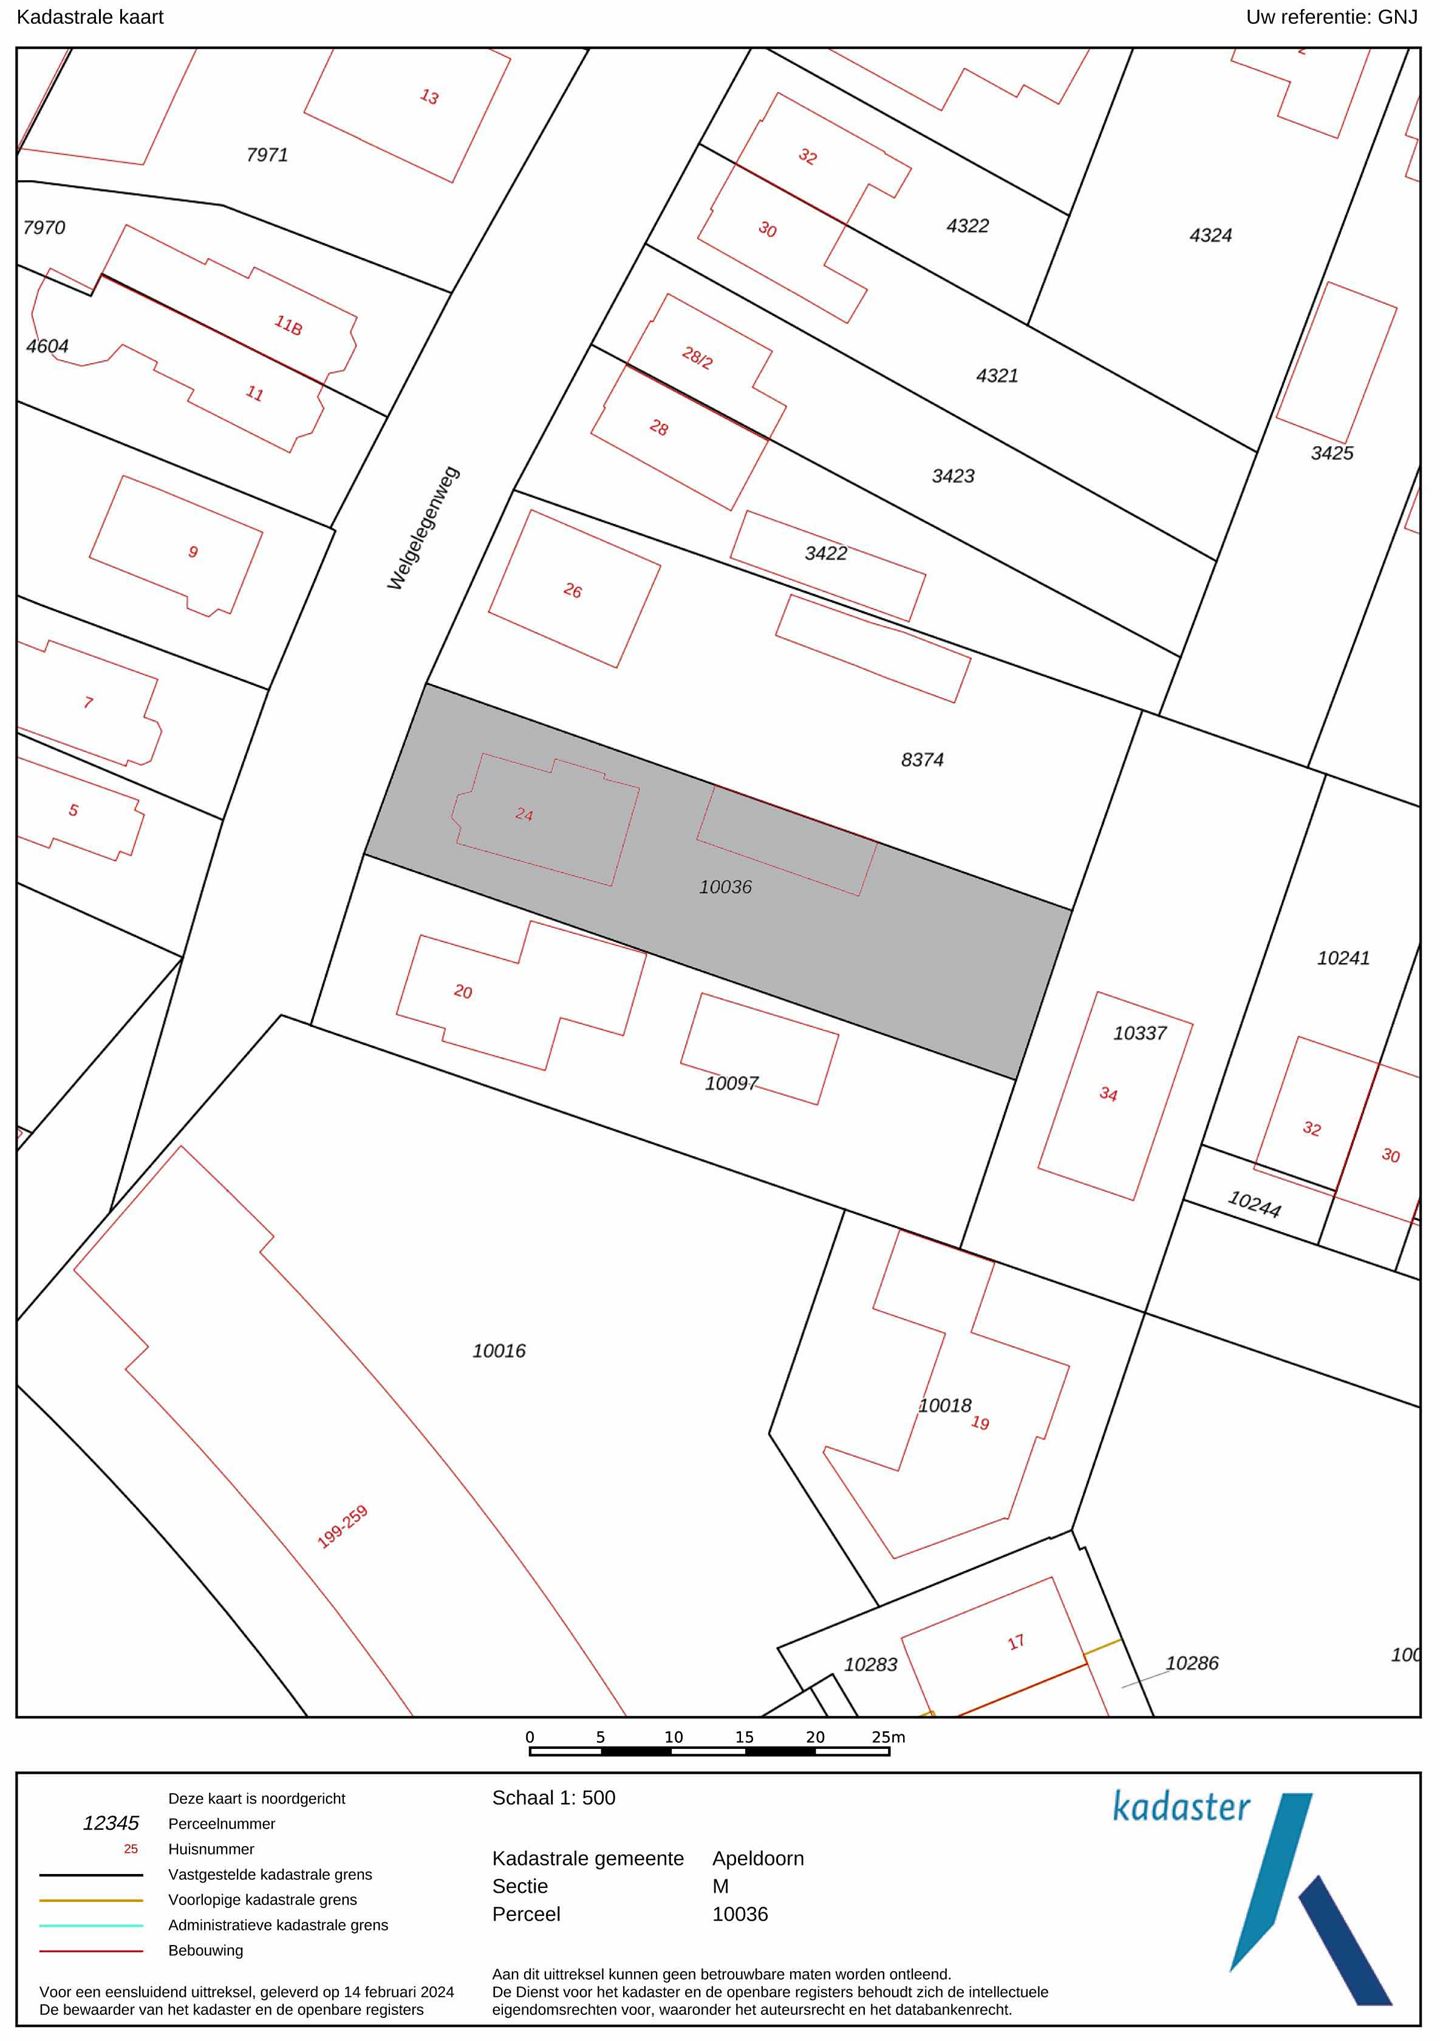 Kadastrale kaart
Uw referentie: GNJ
13
7971
7970
11B
11
4604
9
7
5
Welgelegenweg
32
30
4322
4324
2
4321
28/2
28
3423
3425
3422
26
8374
24
10036
20
10097
10337
34
10241
32
30
10244
10016
10018
19
199-259
17
10283
10286
100
0 5 10 15 20 25m
Deze kaart is noordgericht
12345 Perceelnummer
25 Huisnummer
Vastgestelde kadastrale grens
Voorlopige kadastrale grens
Administratieve kadastrale grens
Bebouwing
Voor een eensluidend uittreksel, geleverd op 14 februari 2024
De bewaarder van het kadaster en de openbare registers
Schaal 1: 500
Kadastrale gemeente Apeldoorn
Sectie M
Perceel 10036
Aan dit uittreksel kunnen geen betrouwbare maten worden ontleend.
De Dienst voor het kadaster en de openbare registers behoudt zich de intellectuele
eigendomsrechten voor, waaronder het auteursrecht en het databankenrecht.
kadaster